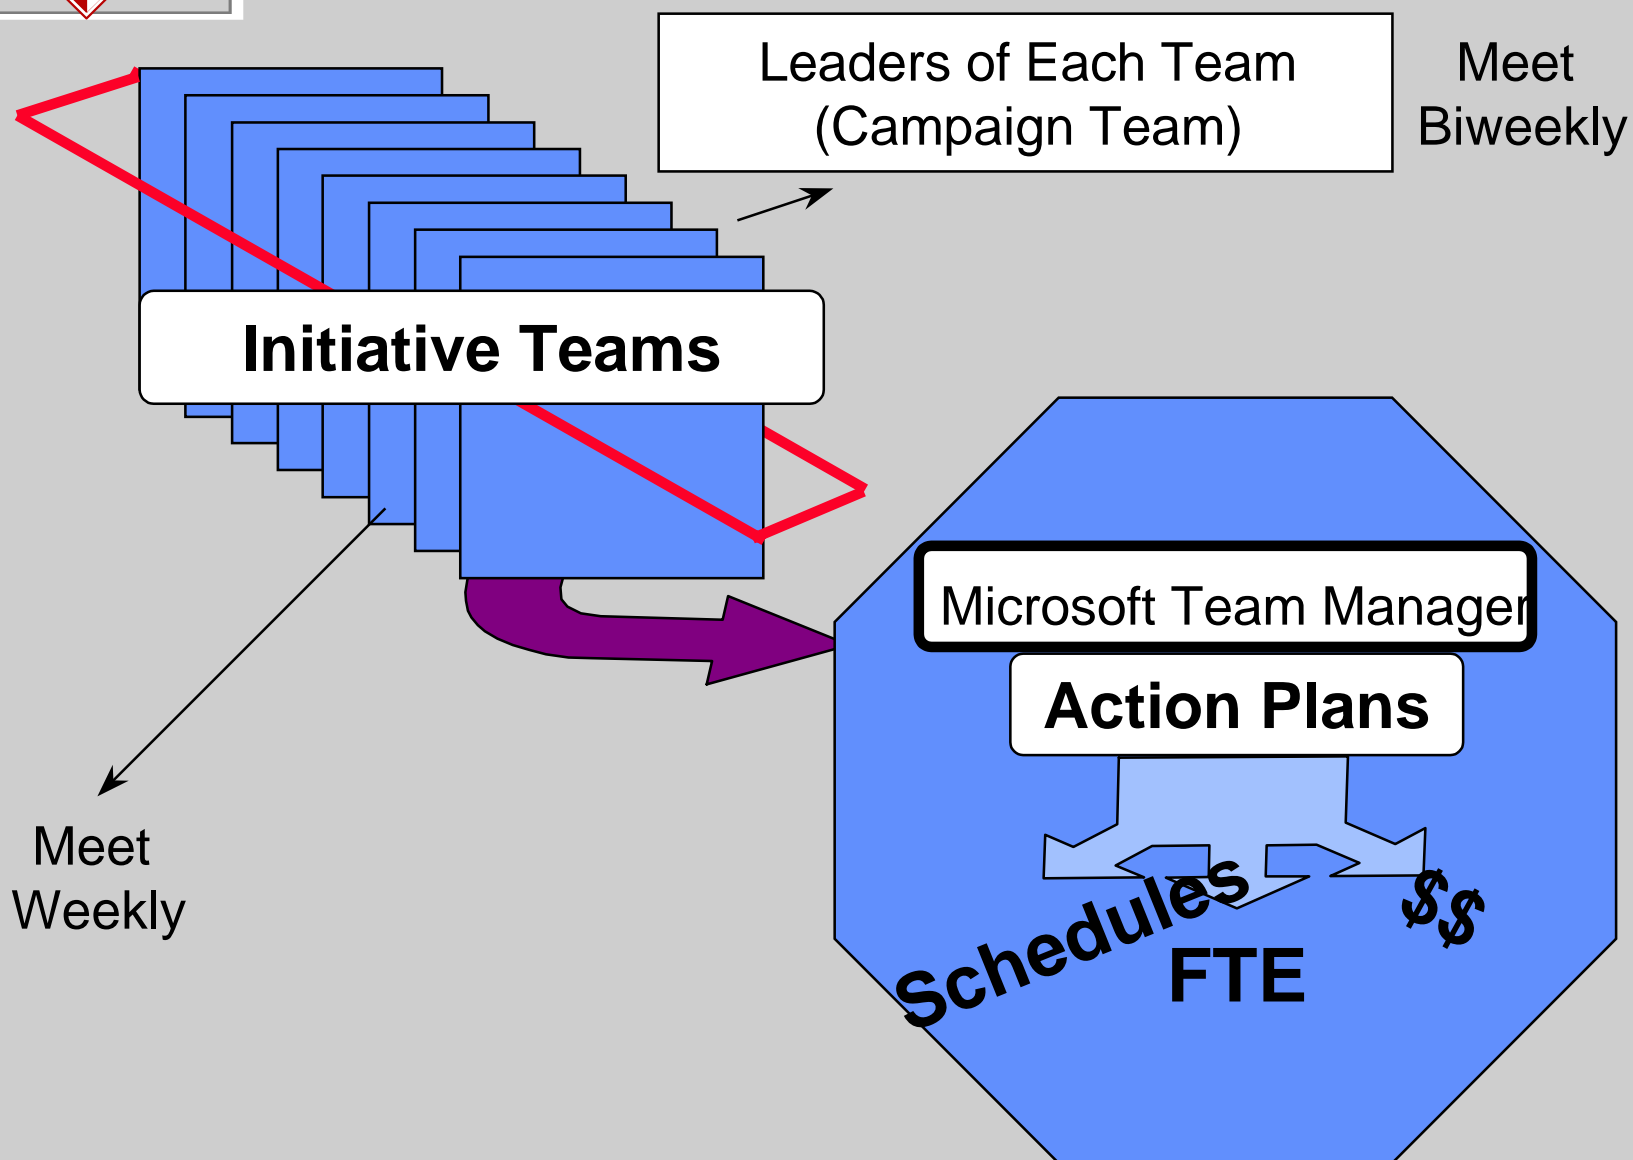 Leaders of Each Team
(Campaign Team)
Meet
Biweekly
Initiative Teams
Microsoft Team Manager
Action Plans
Meet
Weekly
Schedules
FTE
$$